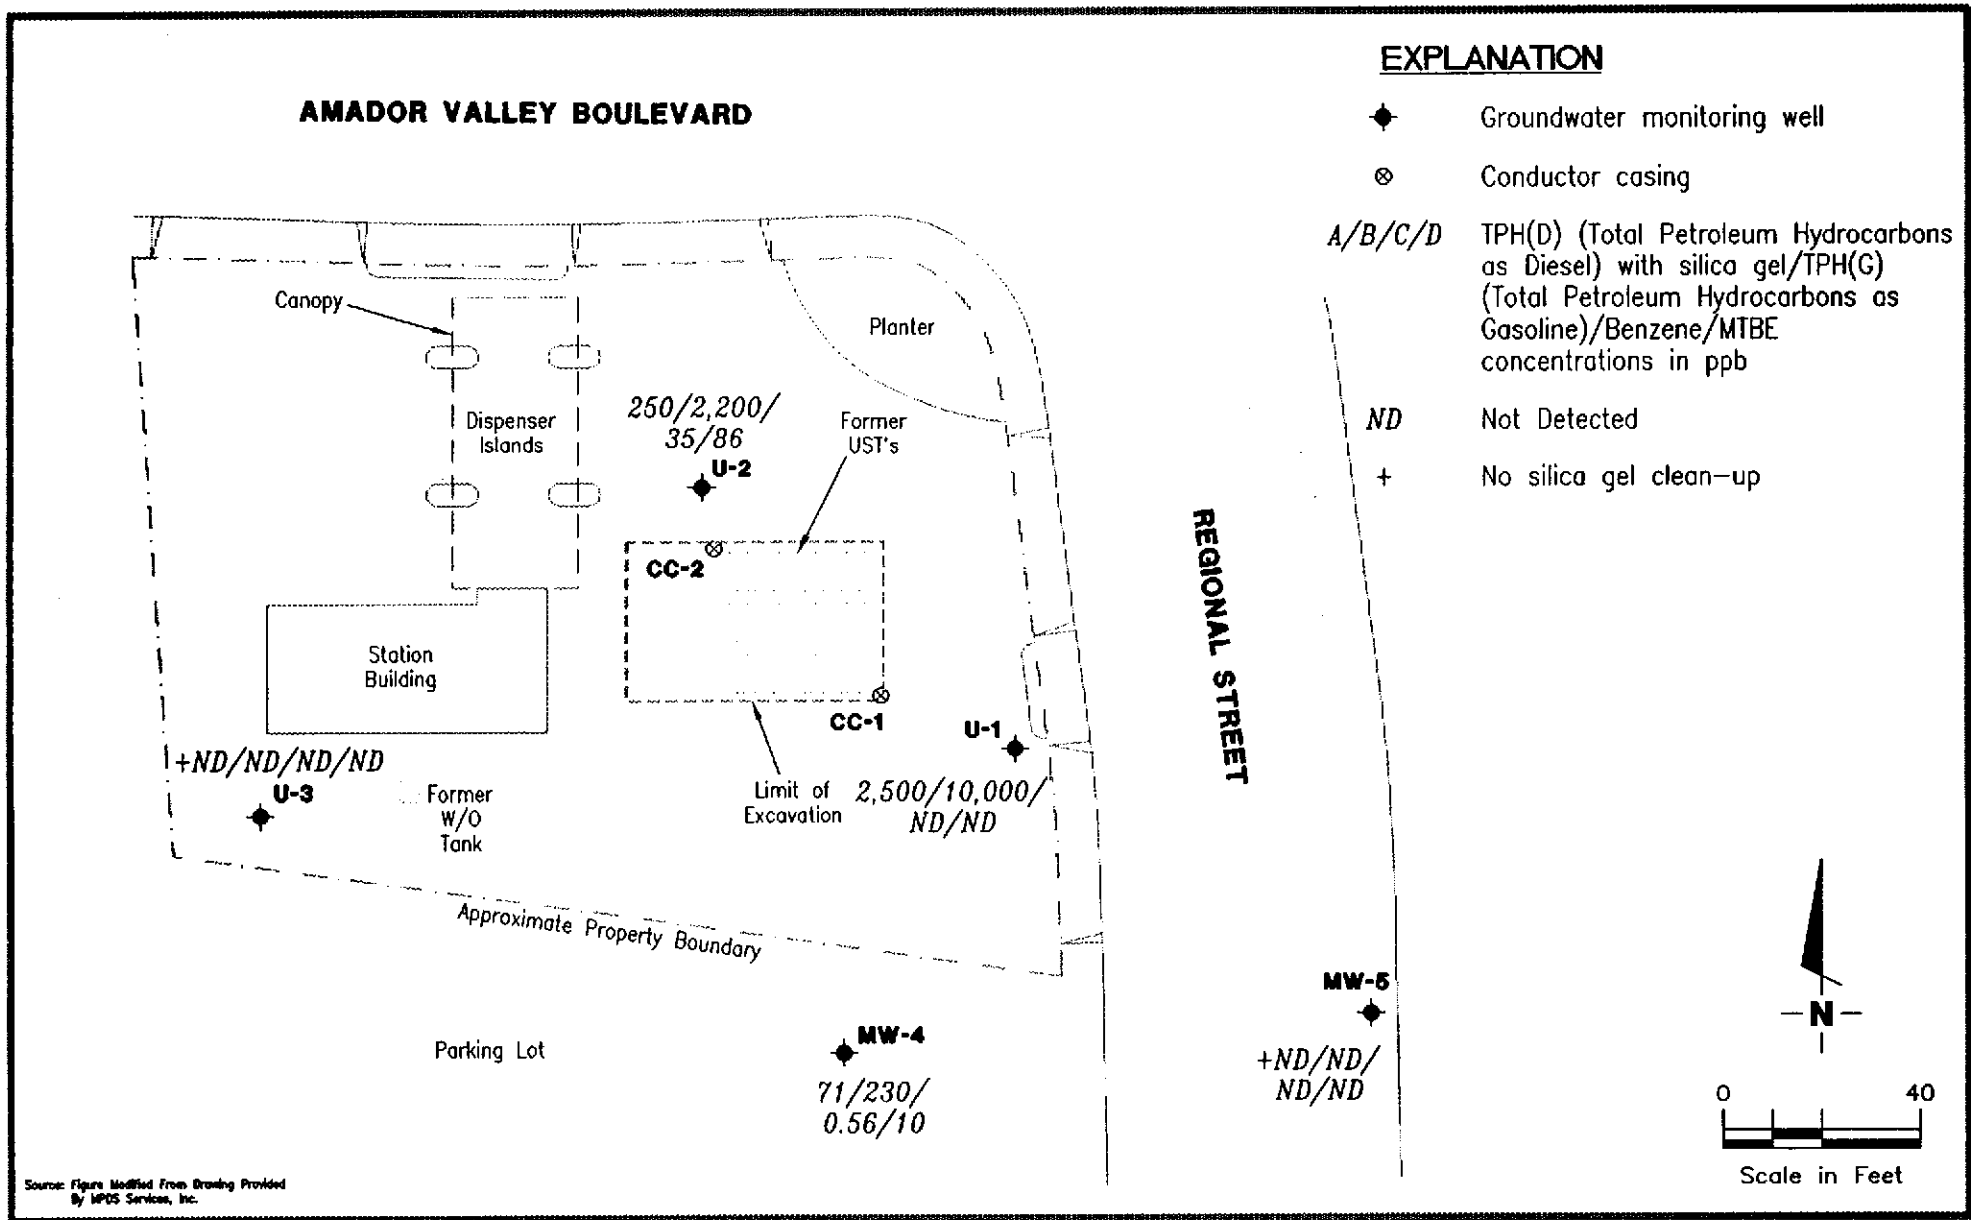 EXPLANATION
AMADOR VALLEY BOULEVARD
Groundwater monitoring well
Conductor casing
A/B/C/D TPH(D) (Total Petroleum Hydrocarbons
as Diesel) with silica gel/TPH(G)
(Total Petroleum Hydrocarbons as
Gasoline)/Benzene/MTBE
concentrations in ppb
ND Not Detected
+ No silica gel clean-up
Canopy
Planter
Dispenser
Islands
250/2,200/
35/86
U-2
Former
UST's
CC-2
REGIONAL STREET
Station
Building
CC-1
U-1
+ND/ND/ND/ND
U-3
Former
W/O
Tank
Limit of
Excavation
2,500/10,000/
ND/ND
Approximate Property Boundary
Parking Lot
MW-4
71/230/
0.56/10
MW-5
+ND/ND/
ND/ND
N
0 40
Scale in Feet
Source: Figure Modified From Drawing Provided
By MPDS Services, Inc.